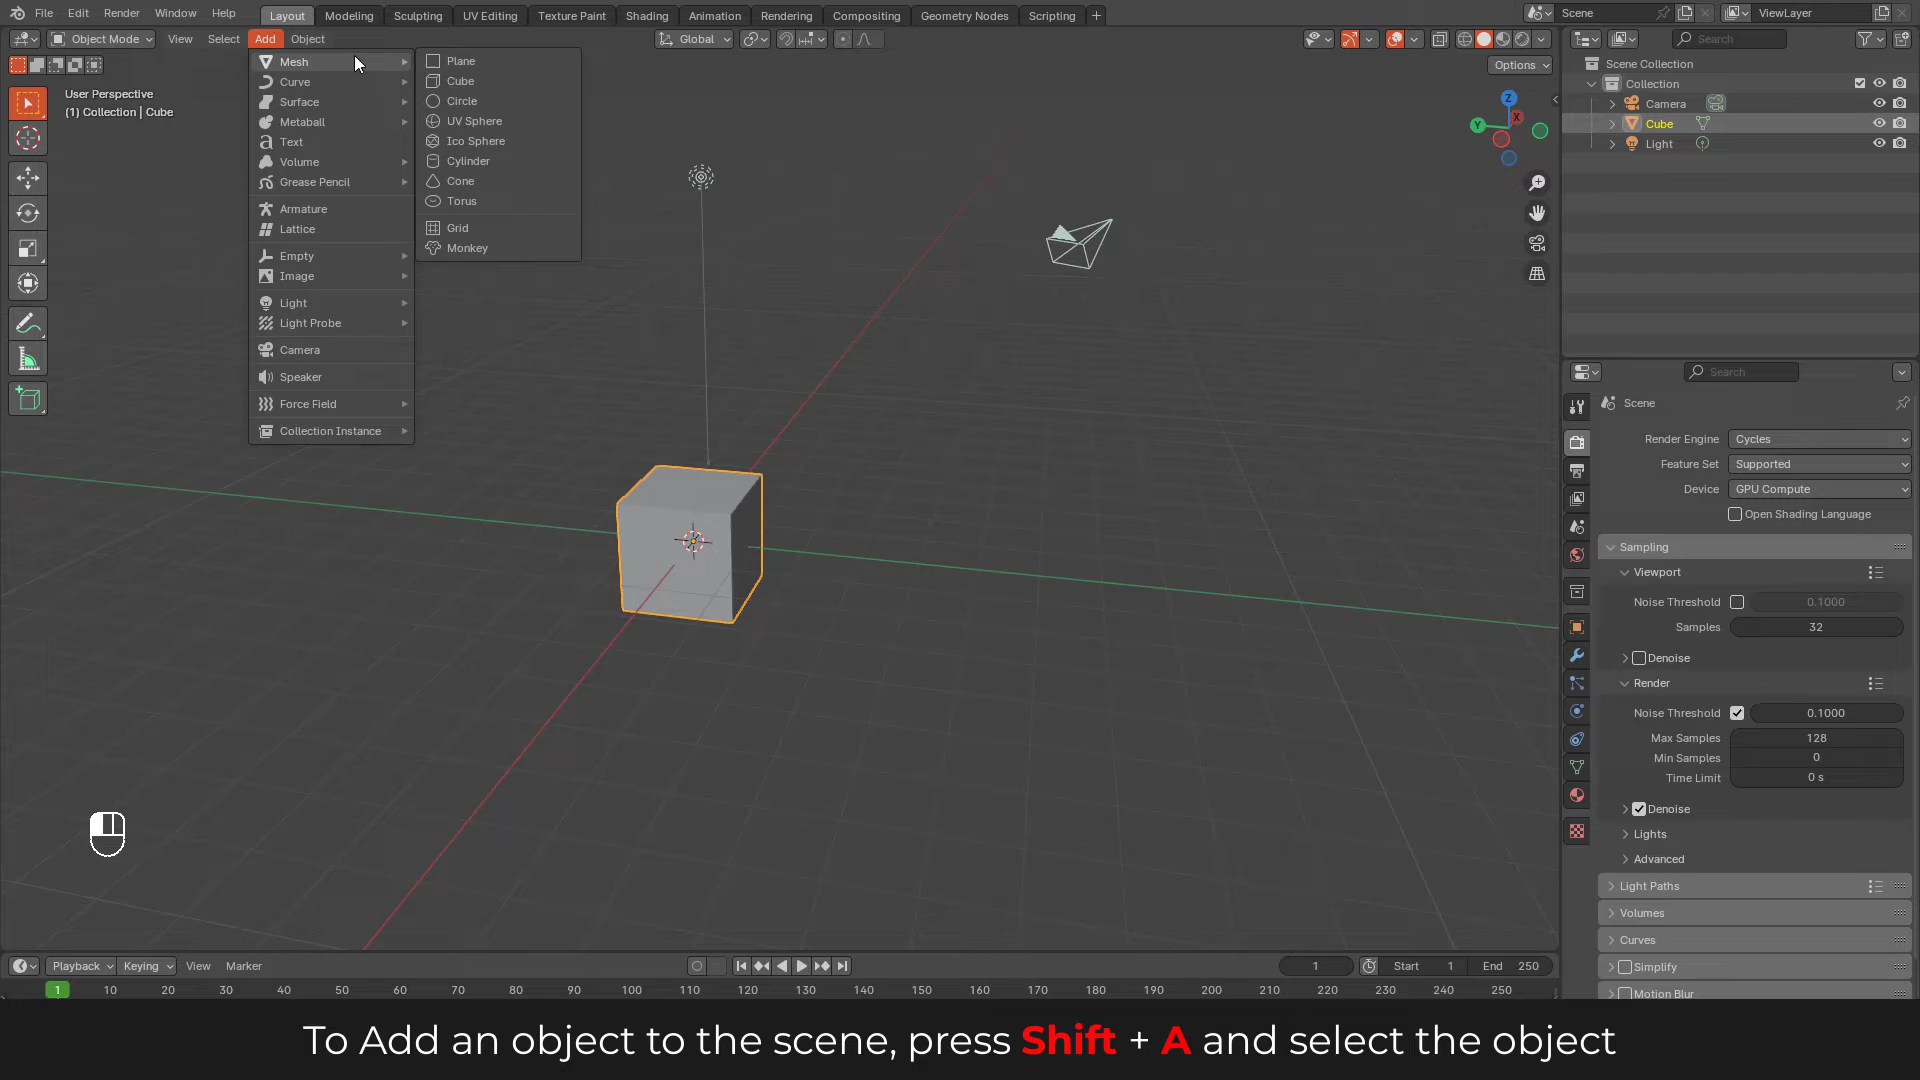 File Edit Render Window Help
Layout Modeling Sculpting UV Editing Texture Paint Shading Animation Rendering Compositing Geometry Nodes Scripting +
Scene
ViewLayer
Object Mode View Select Add Object
Global
Options
User Perspective
(1) Collection | Cube
Mesh
Curve
Surface
Metaball
Text
Volume
Grease Pencil
Armature
Lattice
Empty
Image
Light
Light Probe
Camera
Speaker
Force Field
Collection Instance
Plane
Cube
Circle
UV Sphere
Ico Sphere
Cylinder
Cone
Torus
Grid
Monkey
Z
Y
X
Search
Scene Collection
Collection
Camera
Cube
Light
Search
Scene
Render Engine Cycles
Feature Set Supported
Device GPU Compute
Open Shading Language
Sampling
Viewport
Noise Threshold 0.1000
Samples 32
Denoise
Render
Noise Threshold 0.1000
Max Samples 128
Min Samples 0
Time Limit 0 s
Denoise
Lights
Advanced
Light Paths
Volumes
Curves
Simplify
Motion Blur
Playback Keying View Marker
1 Start 1 End 250
1 10 20 30 40 50 60 70 80 90 100 110 120 130 140 150 160 170 180 190 200 210 220 230 240 250
To Add an object to the scene, press Shift + A and select the object